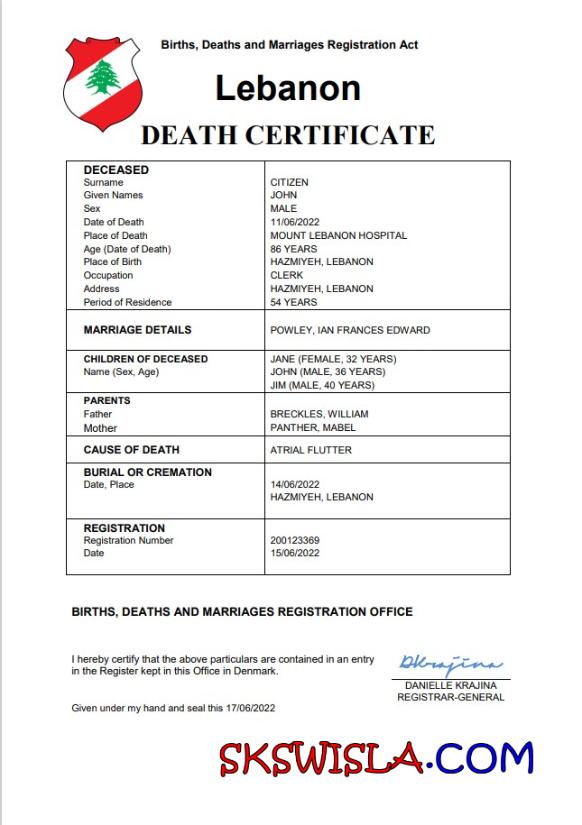 Births, Deaths and Marriages Registration Act
Lebanon
DEATH CERTIFICATE
DECEASED
Surname CITIZEN
Given Names JOHN
Sex MALE
Date of Death 11/06/2022
Place of Death MOUNT LEBANON HOSPITAL
Age (Date of Death) 86 YEARS
Place of Birth HAZMIYEH, LEBANON
Occupation CLERK
Address HAZMIYEH, LEBANON
Period of Residence 54 YEARS
MARRIAGE DETAILS POWLEY, IAN FRANCES EDWARD
CHILDREN OF DECEASED JANE (FEMALE, 32 YEARS)
Name (Sex, Age) JOHN (MALE, 36 YEARS)
JIM (MALE, 40 YEARS)
PARENTS
Father BRECKLES, WILLIAM
Mother PANTHER, MABEL
CAUSE OF DEATH ATRIAL FLUTTER
BURIAL OR CREMATION
Date, Place 14/06/2022
HAZMIYEH, LEBANON
REGISTRATION
Registration Number 200123369
Date 15/06/2022
BIRTHS, DEATHS AND MARRIAGES REGISTRATION OFFICE
I hereby certify that the above particulars are contained in an entry
in the Register kept in this Office in Denmark.
DKrajina
DANIELLE KRAJINA
REGISTRAR-GENERAL
Given under my hand and seal this 17/06/2022
SKSWISLA.COM